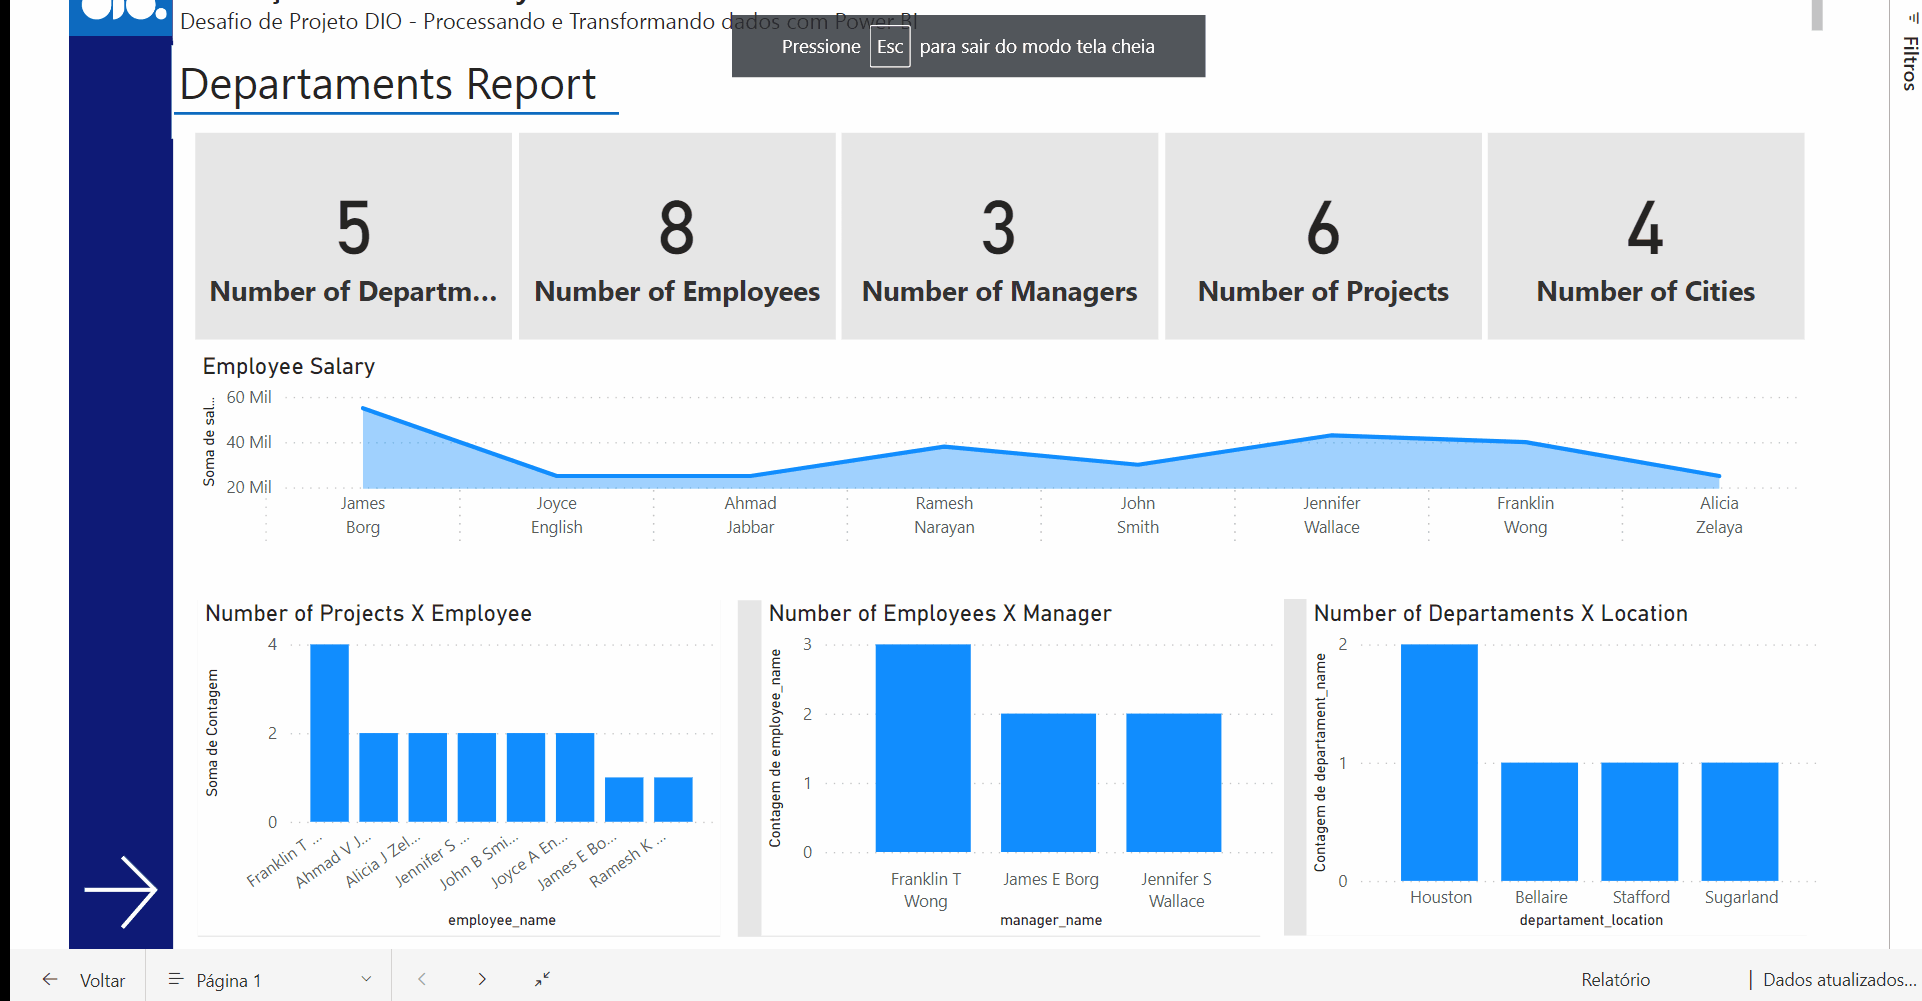 DIO.
Desafio de Projeto DIO - Processando e Transformando dados com Power BI
Pressione Esc para sair do modo tela cheia
Filtros
Departaments Report
5
Number of Departm...
8
Number of Employees
3
Number of Managers
6
Number of Projects
4
Number of Cities
Employee Salary
Soma de sal...
60 Mil
40 Mil
20 Mil
James
Borg
Joyce
English
Ahmad
Jabbar
Ramesh
Narayan
John
Smith
Jennifer
Wallace
Franklin
Wong
Alicia
Zelaya
Number of Projects X Employee
Soma de Contagem
4
2
0
Franklin T ...
Ahmad V J...
Alicia J Zel...
Jennifer S ...
John B Smi...
Joyce A En...
James E Bo...
Ramesh K ...
employee_name
Number of Employees X Manager
Contagem de employee_name
3
2
1
0
Franklin T
Wong
James E Borg
Jennifer S
Wallace
manager_name
Number of Departaments X Location
Contagem de departament_name
2
1
0
Houston
Bellaire
Stafford
Sugarland
departament_location
Voltar
Página 1
Relatório
Dados atualizados...